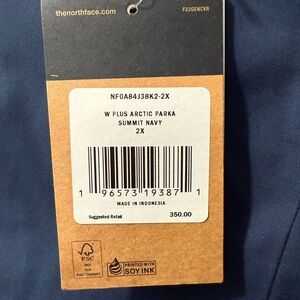 thenorthface.com
F22GENCVR
NF0A84J38K2-2X
W PLUS ARCTIC PARKA
SUMMIT NAVY
2X
1 96573 19387 1
MADE IN INDONESIA
Suggested Retail 350.00
FSC
PRINTED WITH
SOY INK